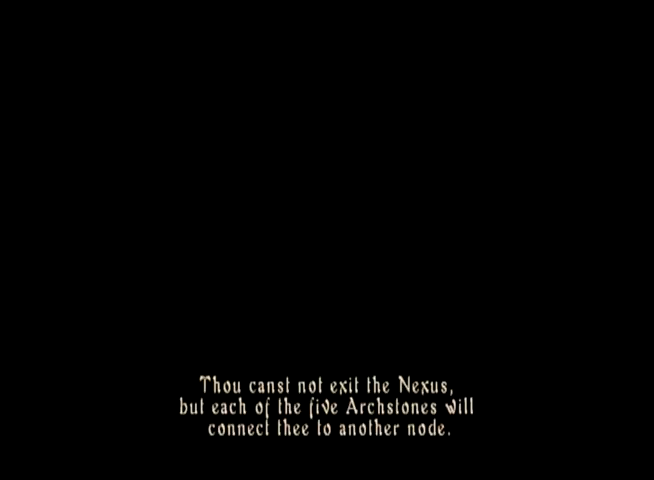 Thou canst not exit the Nexus,
but each of the five Archstones will
connect thee to another node.